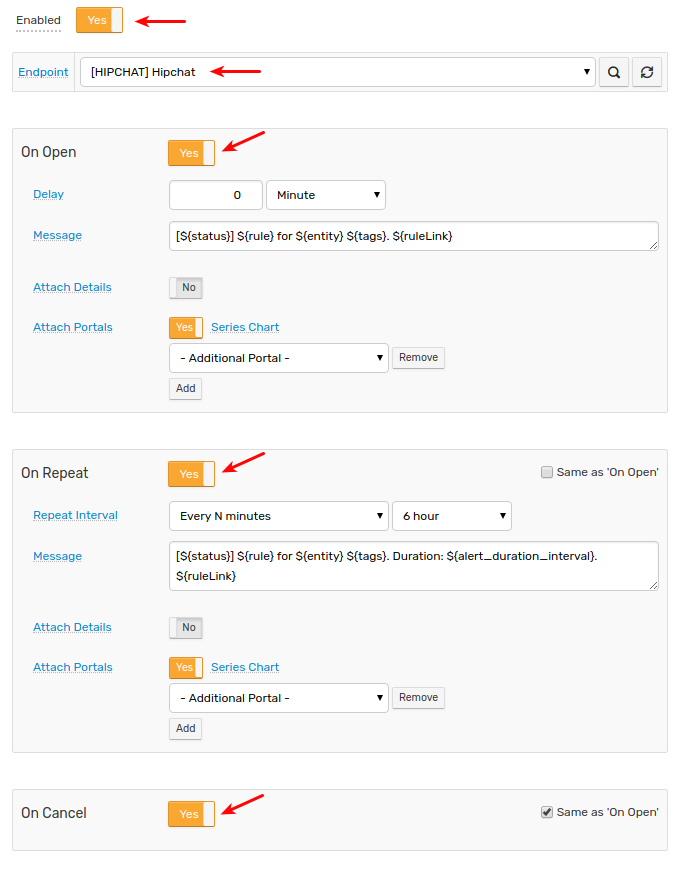 Enabled Yes
Endpoint [HIPCHAT] Hipchat
On Open Yes
Delay 0 Minute
Message [${status}] ${rule} for ${entity} ${tags}. ${ruleLink}
Attach Details No
Attach Portals Yes Series Chart
- Additional Portal - Remove
Add
On Repeat Yes Same as 'On Open'
Repeat Interval Every N minutes 6 hour
Message [${status}] ${rule} for ${entity} ${tags}. Duration: ${alert_duration_interval}.
${ruleLink}
Attach Details No
Attach Portals Yes Series Chart
- Additional Portal - Remove
Add
On Cancel Yes Same as 'On Open'